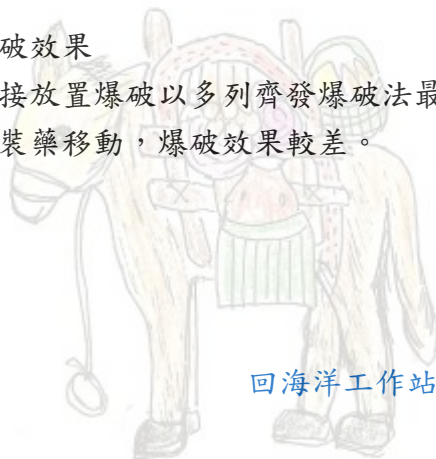 破效果
接放置爆破以多列齊發爆破法最
裝藥移動，爆破效果較差。
回海洋工作站